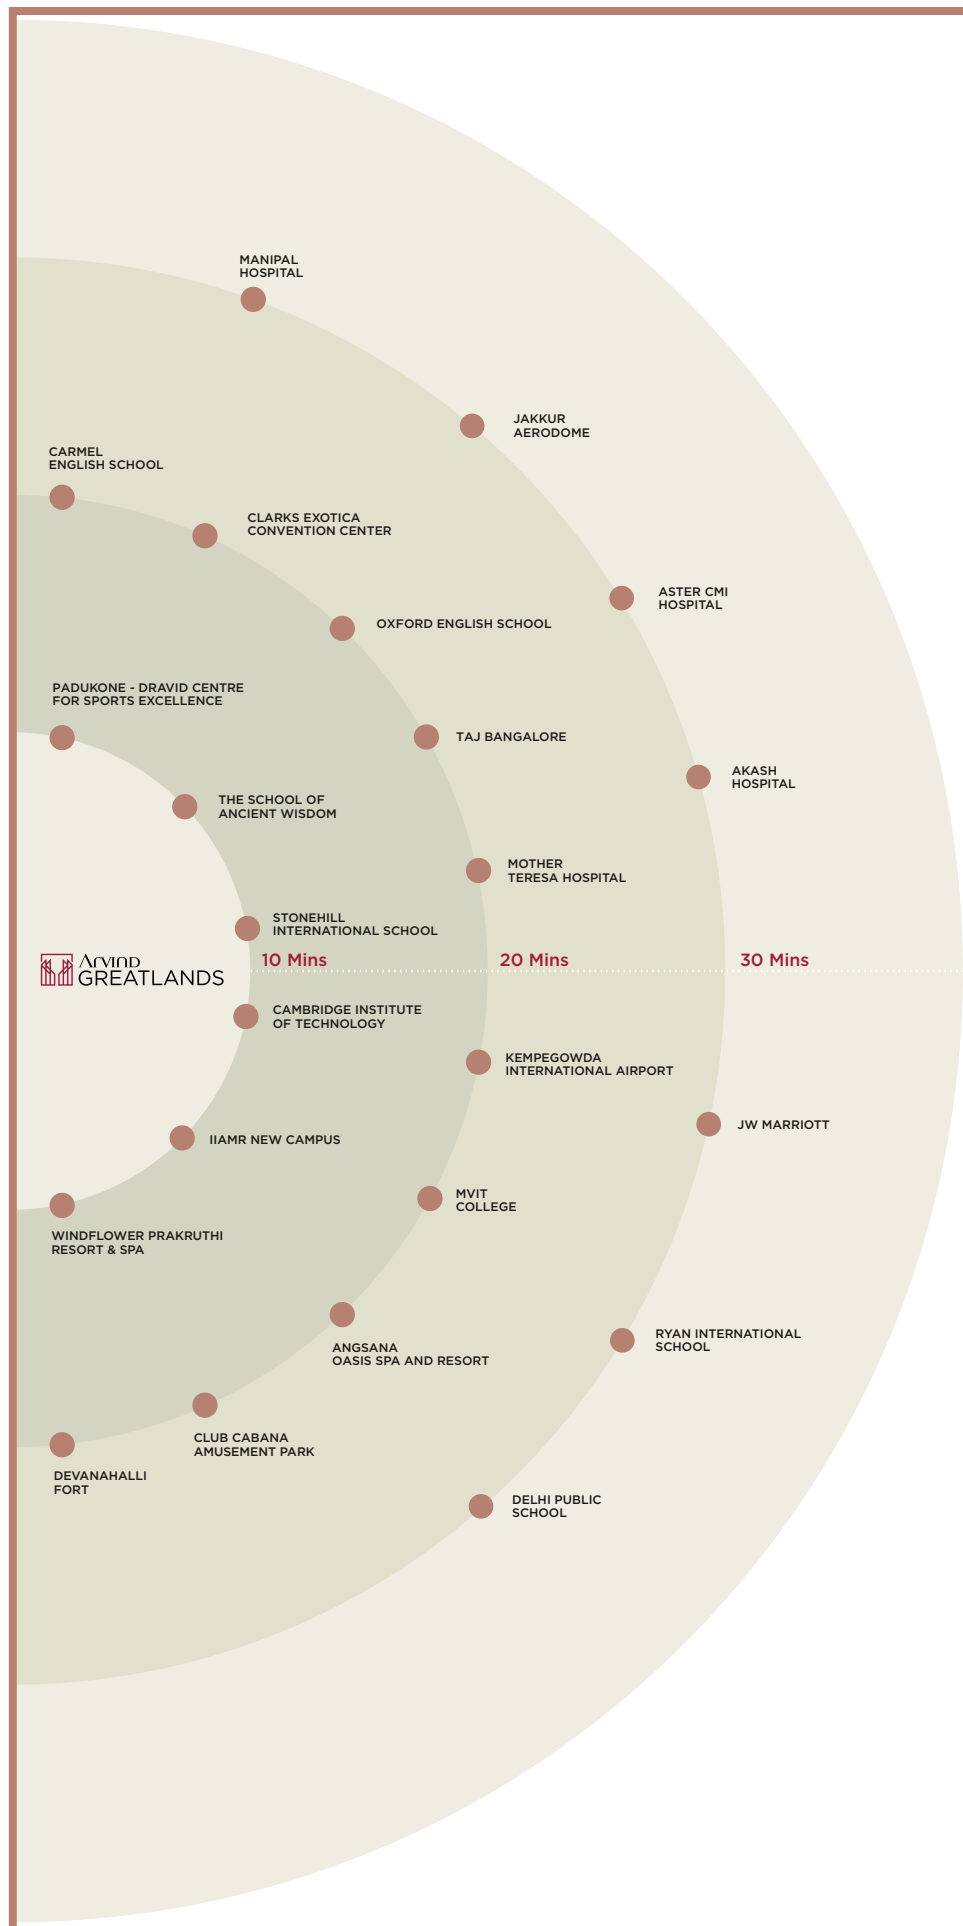 MANIPAL
HOSPITAL
JAKKUR
AERODOME
CARMEL
ENGLISH SCHOOL
CLARKS EXOTICA
CONVENTION CENTER
ASTER CMI
HOSPITAL
OXFORD ENGLISH SCHOOL
PADUKONE - DRAVID CENTRE
FOR SPORTS EXCELLENCE
TAJ BANGALORE
AKASH
HOSPITAL
THE SCHOOL OF
ANCIENT WISDOM
MOTHER
TERESA HOSPITAL
STONEHILL
INTERNATIONAL SCHOOL
Arvind
GREATLANDS
10 Mins
20 Mins
30 Mins
CAMBRIDGE INSTITUTE
OF TECHNOLOGY
KEMPEGOWDA
INTERNATIONAL AIRPORT
JW MARRIOTT
IIAMR NEW CAMPUS
MVIT
COLLEGE
WINDFLOWER PRAKRUTHI
RESORT & SPA
RYAN INTERNATIONAL
SCHOOL
ANGSANA
OASIS SPA AND RESORT
CLUB CABANA
AMUSEMENT PARK
DEVANAHALLI
FORT
DELHI PUBLIC
SCHOOL